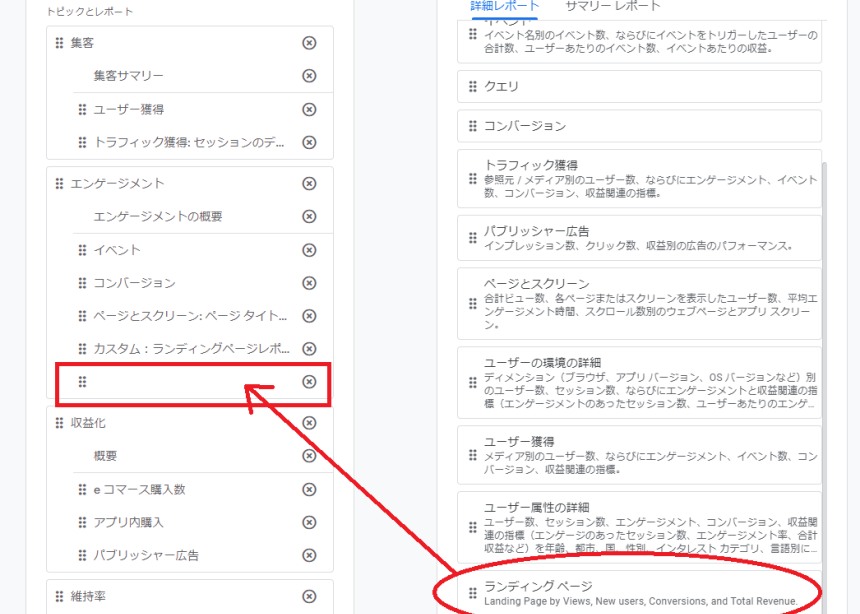 トピックとレポート
集客
集客サマリー
ユーザー獲得
トラフィック獲得: セッションのデ...
エンゲージメント
エンゲージメントの概要
イベント
コンバージョン
ページとスクリーン: ページ タイト...
カスタム：ランディングページレポ...
収益化
概要
e コマース購入数
アプリ内購入
パブリッシャー広告
維持率
詳細レポート
サマリー レポート
イベント
イベント名別のイベント数、ならびにイベントをトリガーしたユーザーの
合計数、ユーザーあたりのイベント数、イベントあたりの収益。
クエリ
コンバージョン
トラフィック獲得
参照元 / メディア別のユーザー数、ならびにエンゲージメント、イベント
数、コンバージョン、収益関連の指標。
パブリッシャー広告
インプレッション数、クリック数、収益別の広告のパフォーマンス。
ページとスクリーン
合計ビュー数、各ページまたはスクリーンを表示したユーザー数、平均エ
ンゲージメント時間、スクロール数別のウェブページとアプリ スクリー
ン。
ユーザーの環境の詳細
ディメンション（ブラウザ、アプリ バージョン、OS バージョンなど）別
のユーザー数、セッション数、ならびにエンゲージメントと収益関連の指
標（エンゲージメントのあったセッション数、ユーザーあたりのエンゲ...
ユーザー獲得
メディア別のユーザー数、ならびにエンゲージメント、イベント数、コン
バージョン、収益関連の指標。
ユーザー属性の詳細
ユーザー数、セッション数、エンゲージメント、コンバージョン、収益関
連の指標（エンゲージのあったセッション数、エンゲージメント率、合計
収益など）を年齢、都市、国、性別、インタレスト カテゴリ、言語別に...
ランディング ページ
Landing Page by Views, New users, Conversions, and Total Revenue.